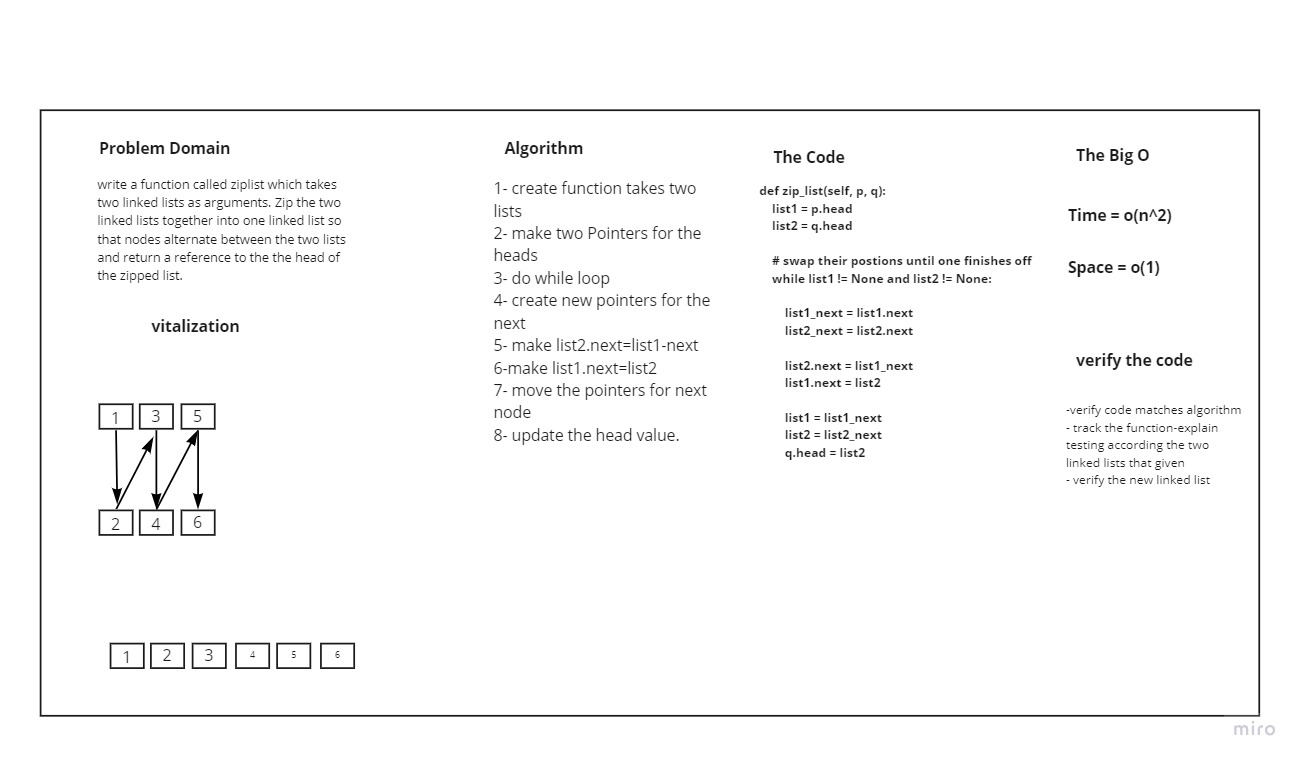 Problem Domain
write a function called ziplist which takes
two linked lists as arguments. Zip the two
linked lists together into one linked list so
that nodes alternate between the two lists
and return a reference to the the head of
the zipped list.
vitalization
1 3 5
2 4 6
1 2 3 4 5 6
Algorithm
1- create function takes two
lists
2- make two Pointers for the
heads
3- do while loop
4- create new pointers for the
next
5- make list2.next=list1-next
6-make list1.next=list2
7- move the pointers for next
node
8- update the head value.
The Code
def zip_list(self, p, q):
list1 = p.head
list2 = q.head
# swap their postions until one finishes off
while list1 != None and list2 != None:
list1_next = list1.next
list2_next = list2.next
list2.next = list1_next
list1.next = list2
list1 = list1_next
list2 = list2_next
q.head = list2
The Big O
Time = o(n^2)
Space = o(1)
verify the code
-verify code matches algorithm
- track the function-explain
testing according the two
linked lists that given
- verify the new linked list
miro